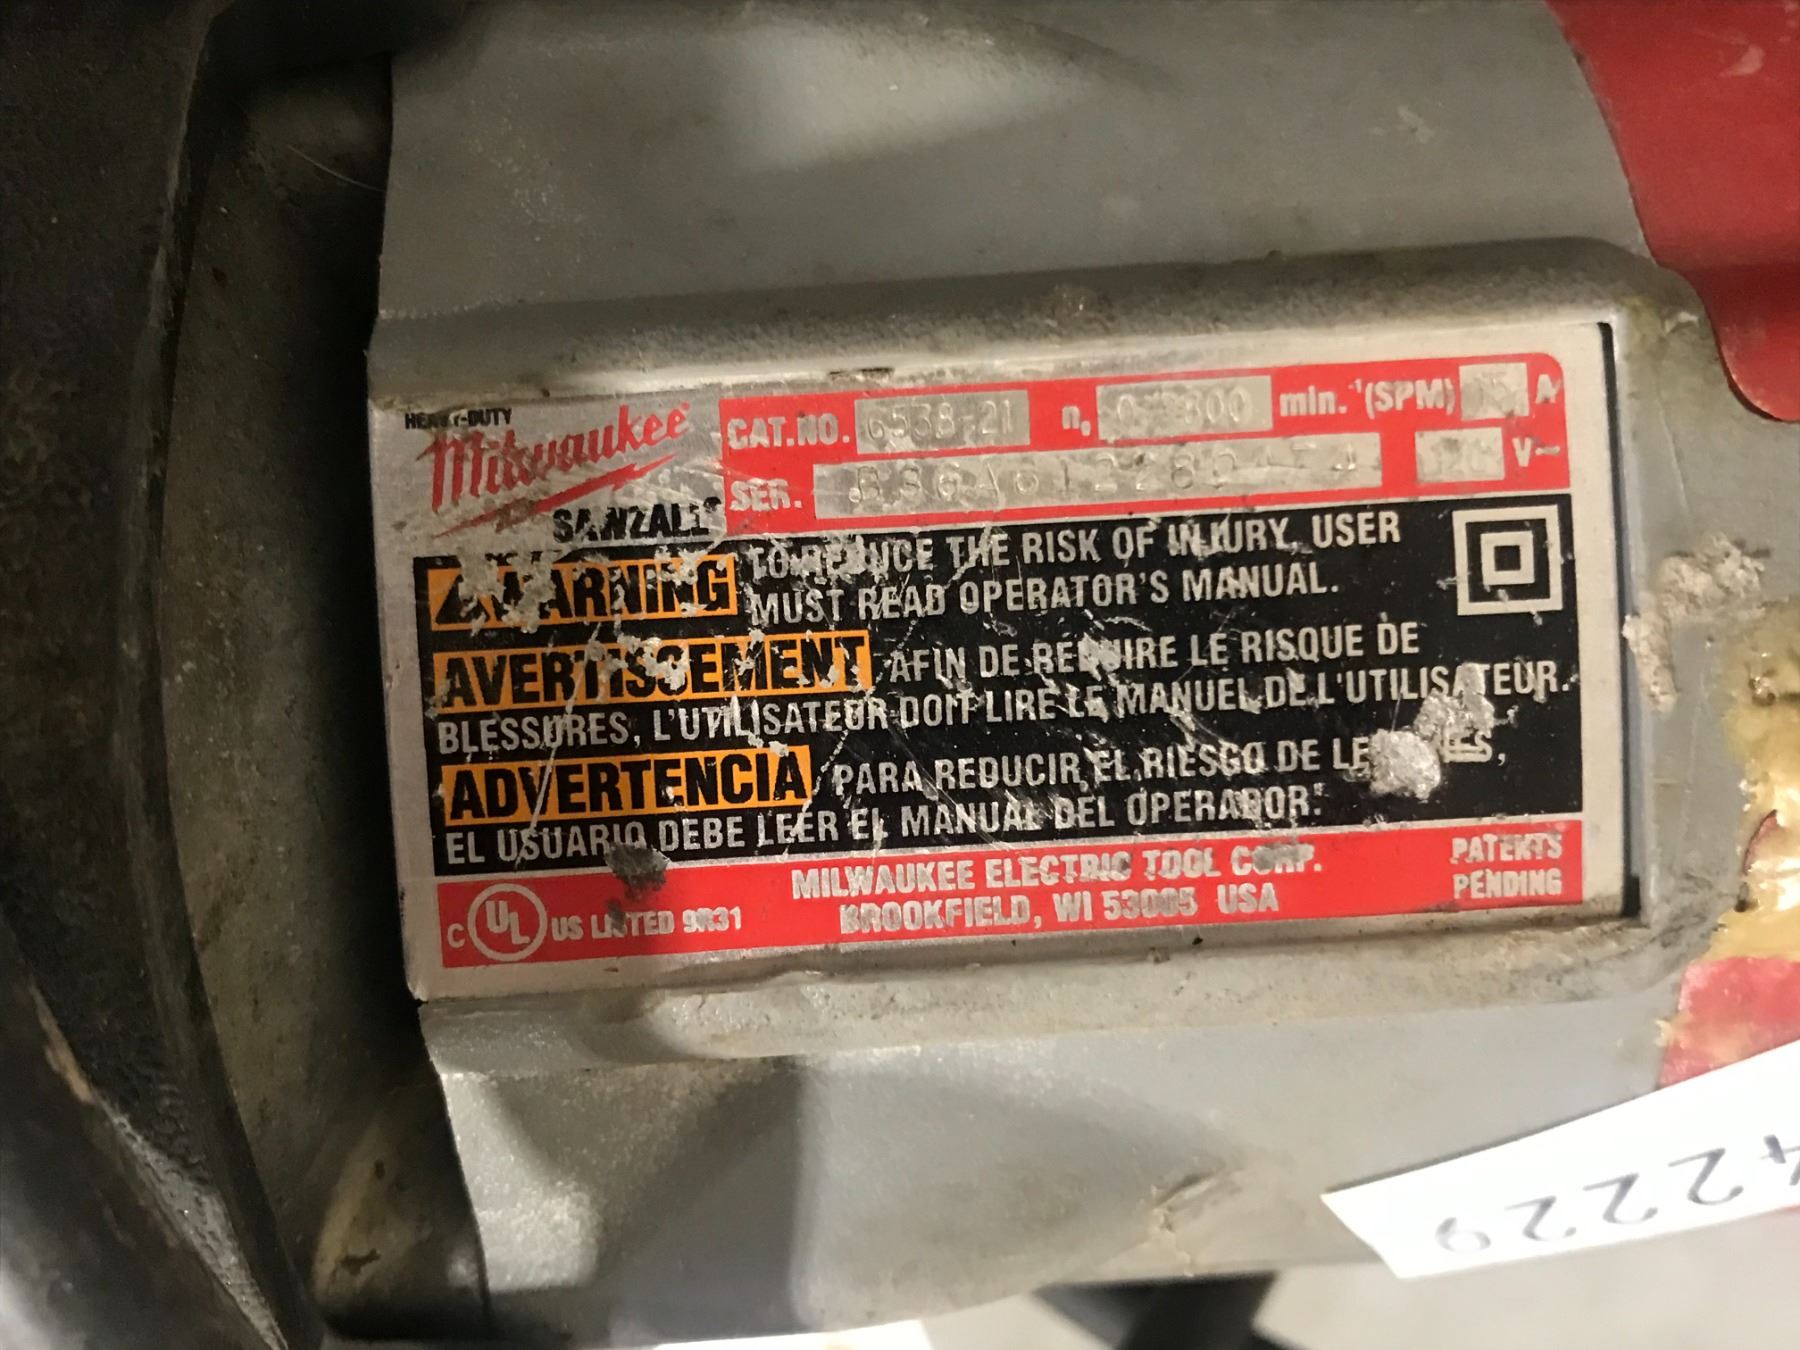 HEAVY-DUTY
Milwaukee
SAWZALL
CAT.NO. 6538-21 n. min.⁻¹(SPM) 15 A
SER. 120 V~
WARNING TO REDUCE THE RISK OF INJURY, USER
MUST READ OPERATOR'S MANUAL.
AVERTISSEMENT AFIN DE REDUIRE LE RISQUE DE
BLESSURES, L'UTILISATEUR DOIT LIRE LE MANUEL DE L'UTILISATEUR.
ADVERTENCIA PARA REDUCIR EL RIESGO DE
EL USUARIO DEBE LEER EL MANUAL DEL OPERADOR.
C UL US LISTED 9R31
MILWAUKEE ELECTRIC TOOL CORP.
BROOKFIELD, WI 53005 USA
PATENTS
PENDING
42229